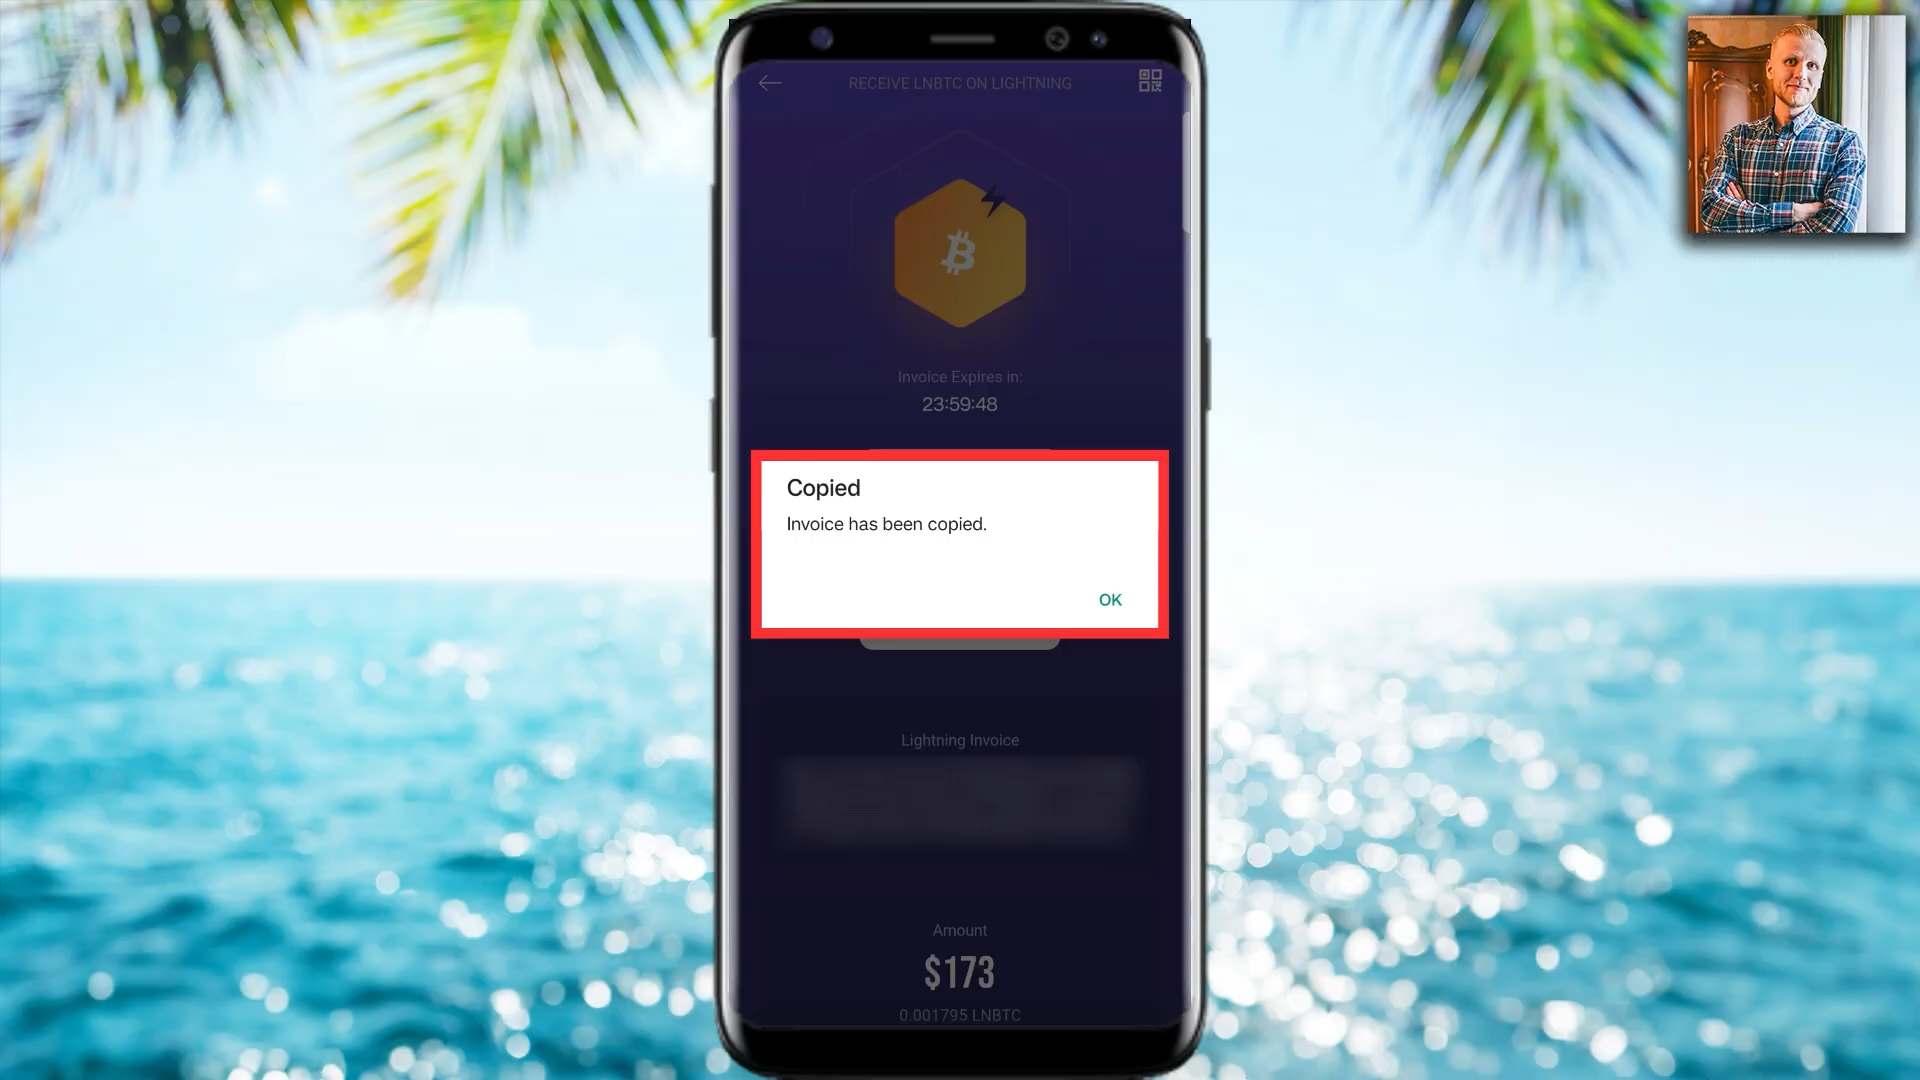 RECEIVE LNBTC ON LIGHTNING
Invoice Expires in:
23:59:48
Copied
Invoice has been copied.
OK
Lightning Invoice
Amount
$173
0.001795 LNBTC